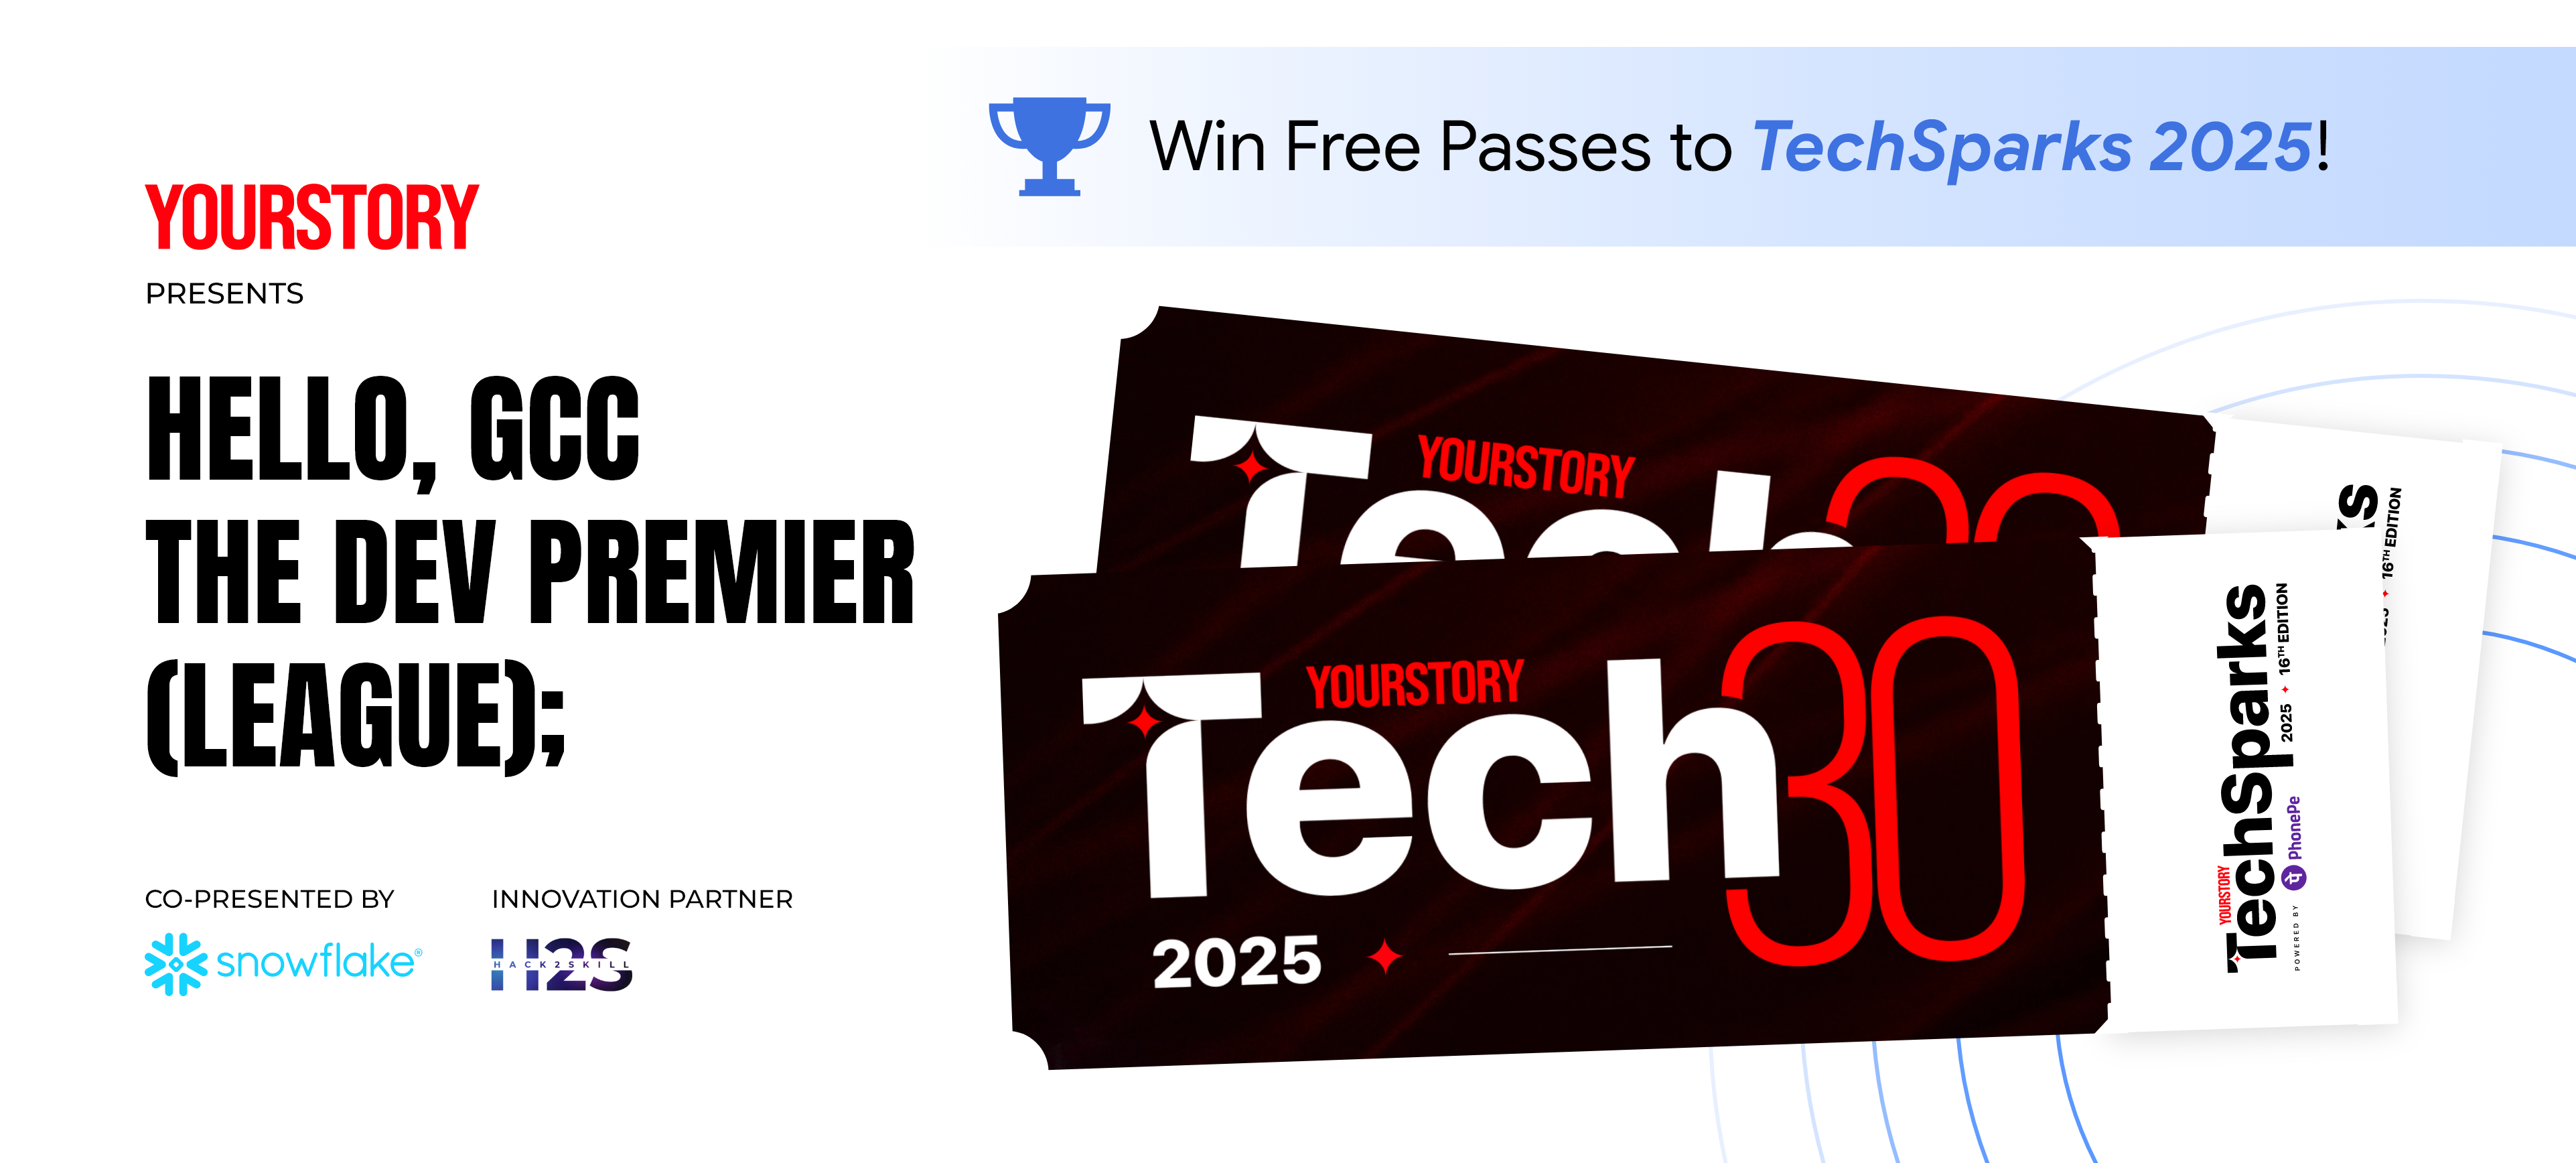 Win Free Passes to TechSparks 2025!
YOURSTORY
PRESENTS
HELLO, GCC
THE DEV PREMIER
(LEAGUE);
CO-PRESENTED BY
snowflake®
INNOVATION PARTNER
H2S
HACK2SKILL
YOURSTORY
Tech30
16TH EDITION
YOURSTORY
Tech30
2025
YOURSTORY
TechSparks
2025 16TH EDITION
POWERED BY PhonePe